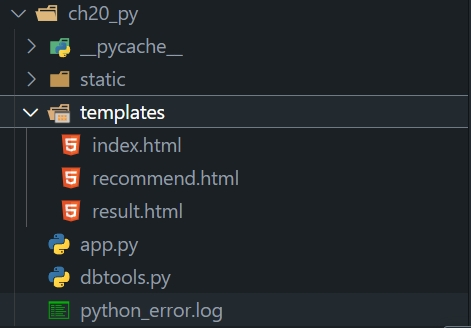 ch20_py
__pycache__
static
templates
index.html
recommend.html
result.html
app.py
dbtools.py
python_error.log